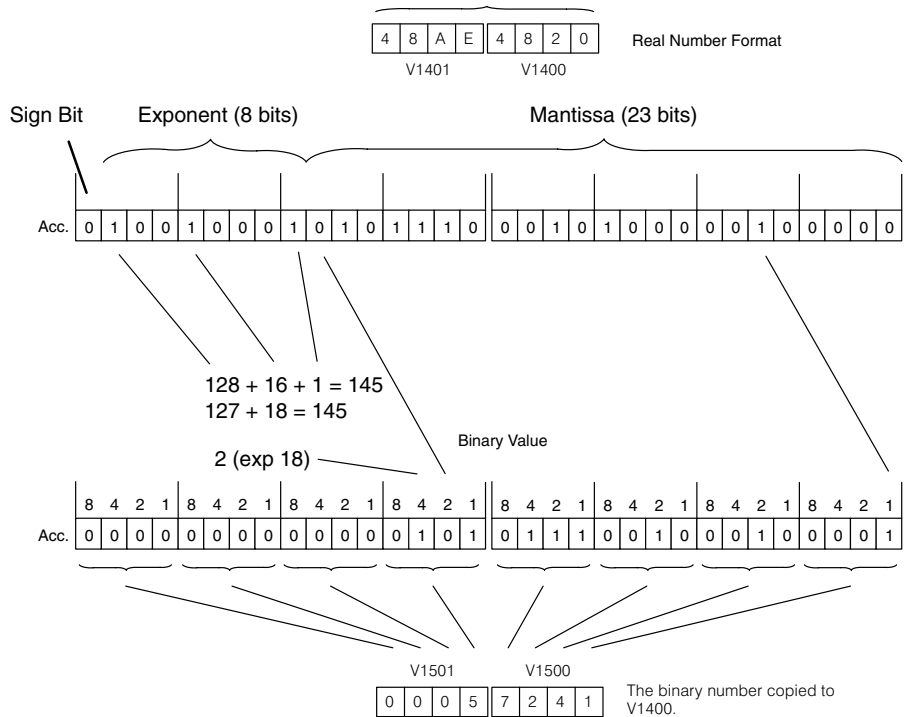 4 8 A E 4 8 2 0 Real Number Format
V1401 V1400
Sign Bit Exponent (8 bits) Mantissa (23 bits)
Acc. 0 1 0 0 1 0 0 0 1 0 1 0 1 1 1 0 0 0 1 0 1 0 0 0 0 0 1 0 0 0 0 0
128 + 16 + 1 = 145
127 + 18 = 145
Binary Value
2 (exp 18)
8 4 2 1 8 4 2 1 8 4 2 1 8 4 2 1 8 4 2 1 8 4 2 1 8 4 2 1 8 4 2 1
Acc. 0 0 0 0 0 0 0 0 0 0 0 0 0 1 0 1 0 1 1 1 0 0 1 0 0 0 1 0 0 0 0 1
V1501 V1500
0 0 0 5 7 2 4 1 The binary number copied to
V1400.